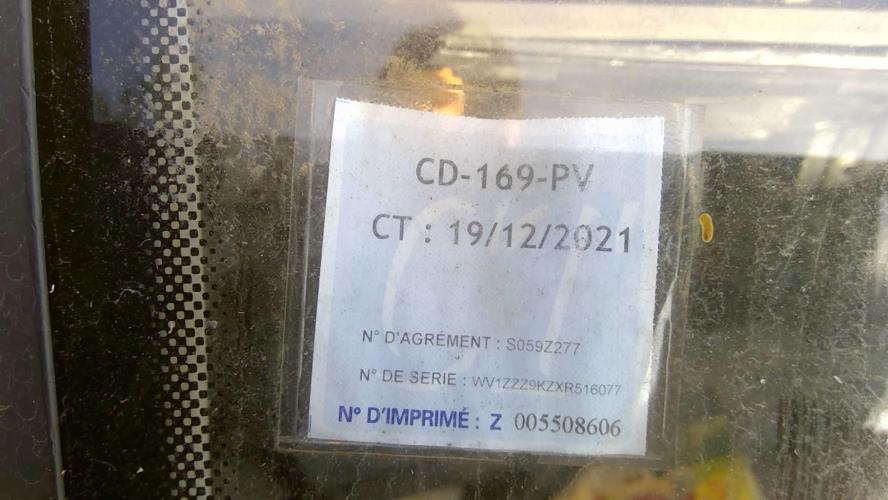 CD-169-PV
CT : 19/12/2021
N° D'AGRÉMENT : S059Z277
N° DE SERIE : WV1ZZZ9KZXR516077
N° D'IMPRIMÉ : Z 005508606